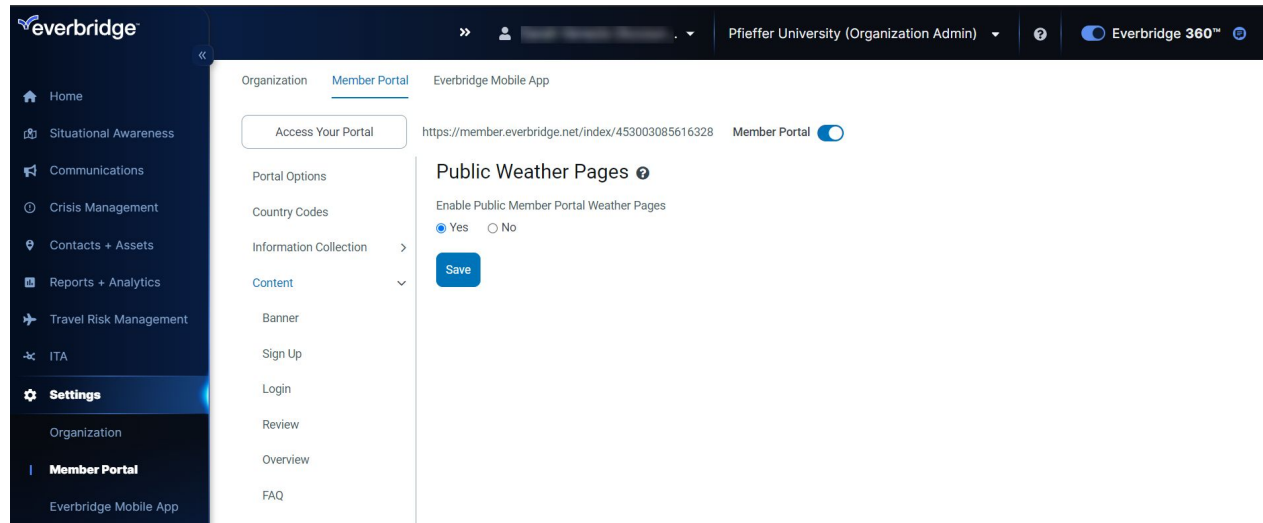 everbridge™
Pfieffer University (Organization Admin)
Everbridge 360™
Home
Situational Awareness
Communications
Crisis Management
Contacts + Assets
Reports + Analytics
Travel Risk Management
ITA
Settings
Organization
Member Portal
Everbridge Mobile App
Organization Member Portal Everbridge Mobile App
Access Your Portal https://member.everbridge.net/index/453003085616328 Member Portal
Portal Options
Country Codes
Information Collection
Content
Banner
Sign Up
Login
Review
Overview
FAQ
Public Weather Pages
Enable Public Member Portal Weather Pages
Yes No
Save